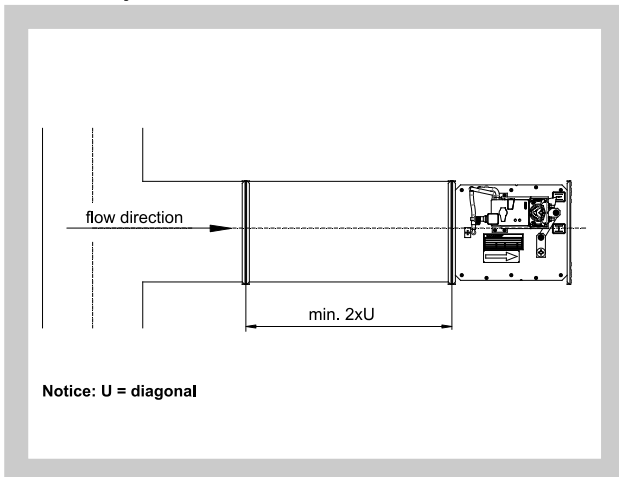 flow direction
min. 2xU
Notice: U = diagonal